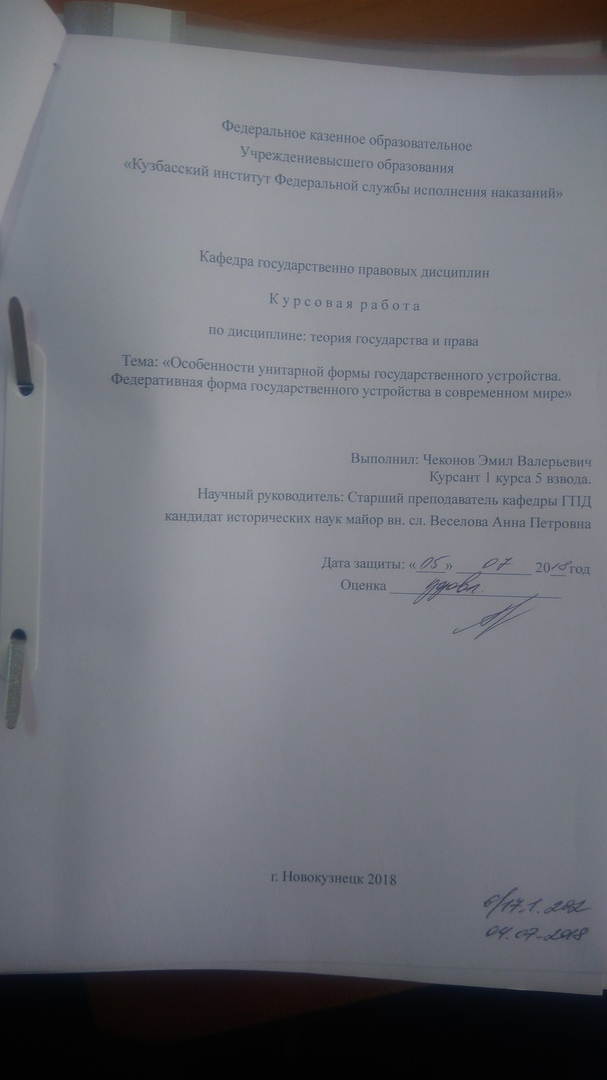 Федеральное казенное образовательное
Учреждениевысшего образования
«Кузбасский институт Федеральной службы исполнения наказаний»
Кафедра государственно правовых дисциплин
К у р с о в а я р а б о т а
по дисциплине: теория государства и права
Тема: «Особенности унитарной формы государственного устройства.
Федеративная форма государственного устройства в современном мире»
Выполнил: Чеконов Эмил Валерьевич
Курсант 1 курса 5 взвода.
Научный руководитель: Старший преподаватель кафедры ГПД
кандидат исторических наук майор вн. сл. Веселова Анна Петровна
Дата защиты: «05» 07 2018 год
Оценка удовл.
г. Новокузнецк 2018
04.07.2018